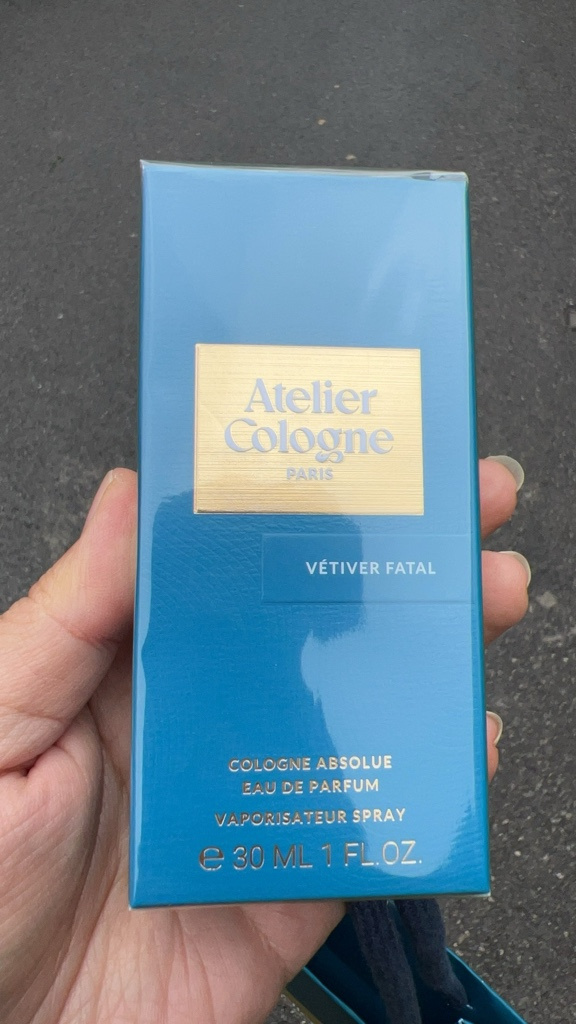 Atelier
Cologne
PARIS
VÉTIVER FATAL
COLOGNE ABSOLUE
EAU DE PARFUM
VAPORISATEUR SPRAY
℮ 30 ML 1 FL.OZ.